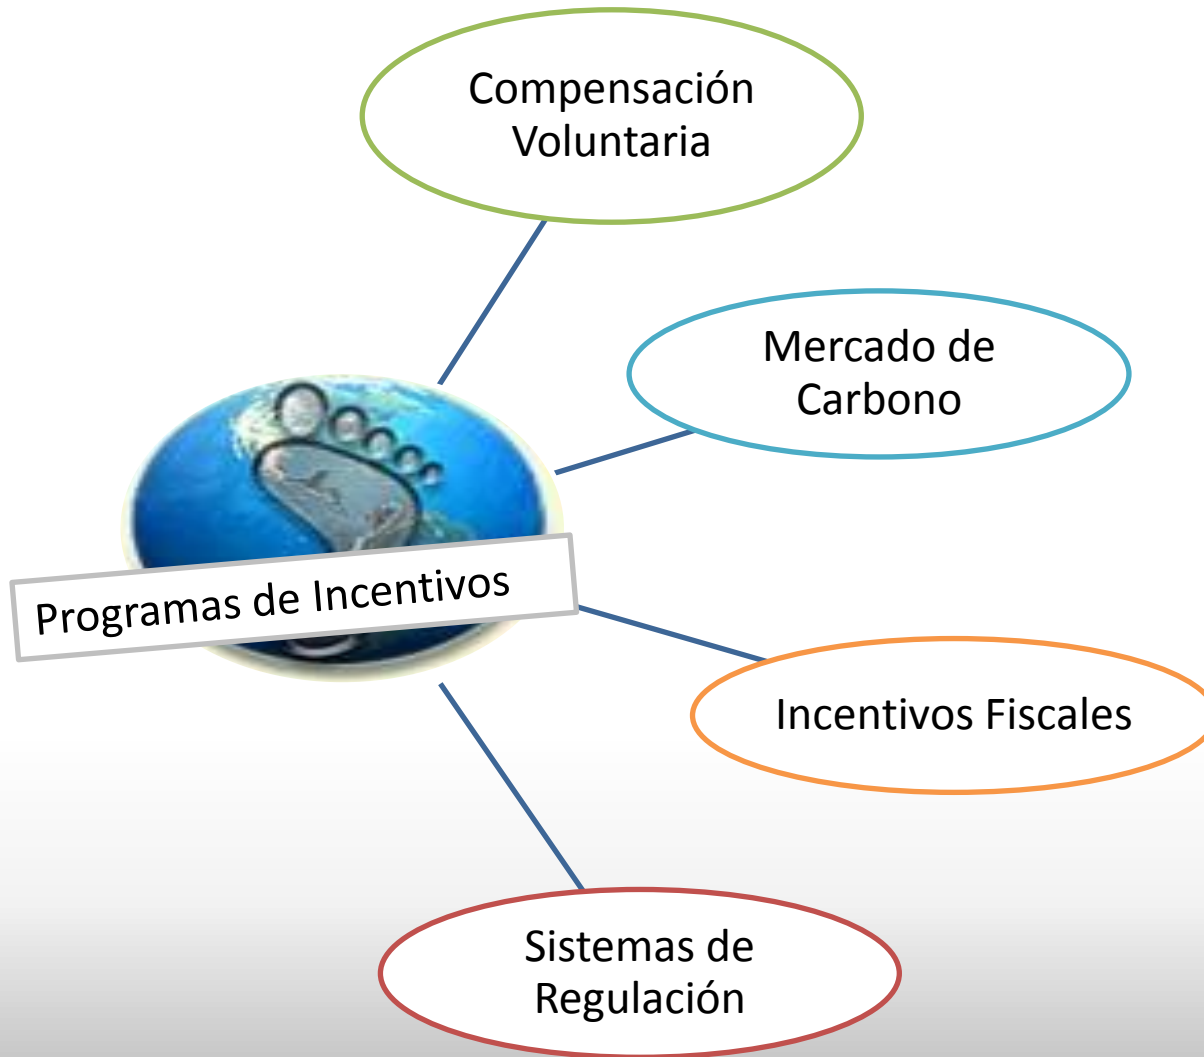 Compensación
Voluntaria
Mercado de
Carbono
Programas de Incentivos
Incentivos Fiscales
Sistemas de
Regulación